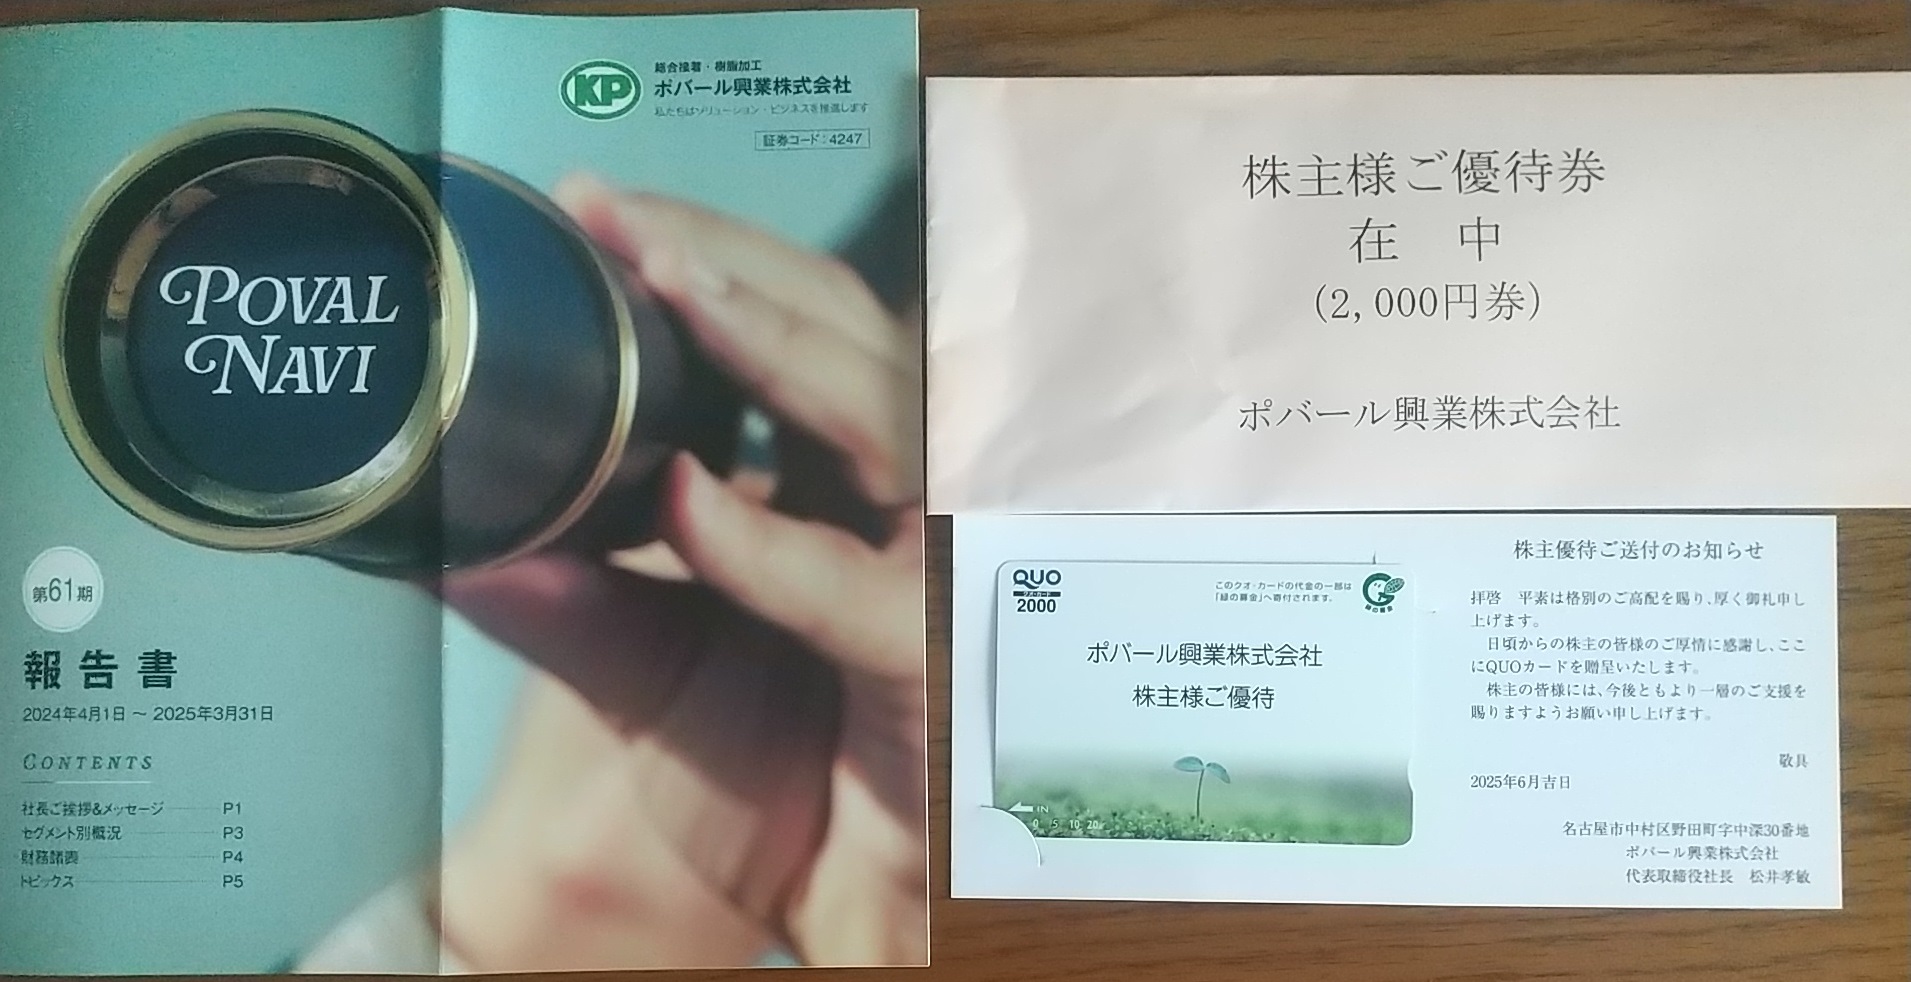 KP
総合接着・樹脂加工
ポバール興業株式会社
私たちはソリューション・ビジネスを推進します
証券コード：4247
POVAL
NAVI
第61期
報告書
2024年4月1日 ～ 2025年3月31日
CONTENTS
社長ご挨拶&メッセージ P1
セグメント別概況 P3
財務諸表 P4
トピックス P5
株主様ご優待券
在 中
(2,000円券)
ポバール興業株式会社
QUO
クオ・カード
2000
このクオ・カードの代金の一部は
「緑の募金」へ寄付されます。
緑の募金
ポバール興業株式会社
株主様ご優待
IN
0 5 10 20
株主優待ご送付のお知らせ
拝啓　平素は格別のご高配を賜り、厚く御礼申し
上げます。
日頃からの株主の皆様のご厚情に感謝し、ここ
にQUOカードを贈呈いたします。
株主の皆様には、今後ともより一層のご支援を
賜りますようお願い申し上げます。
敬具
2025年6月吉日
名古屋市中村区野田町字中深30番地
ポバール興業株式会社
代表取締役社長　松井孝敏